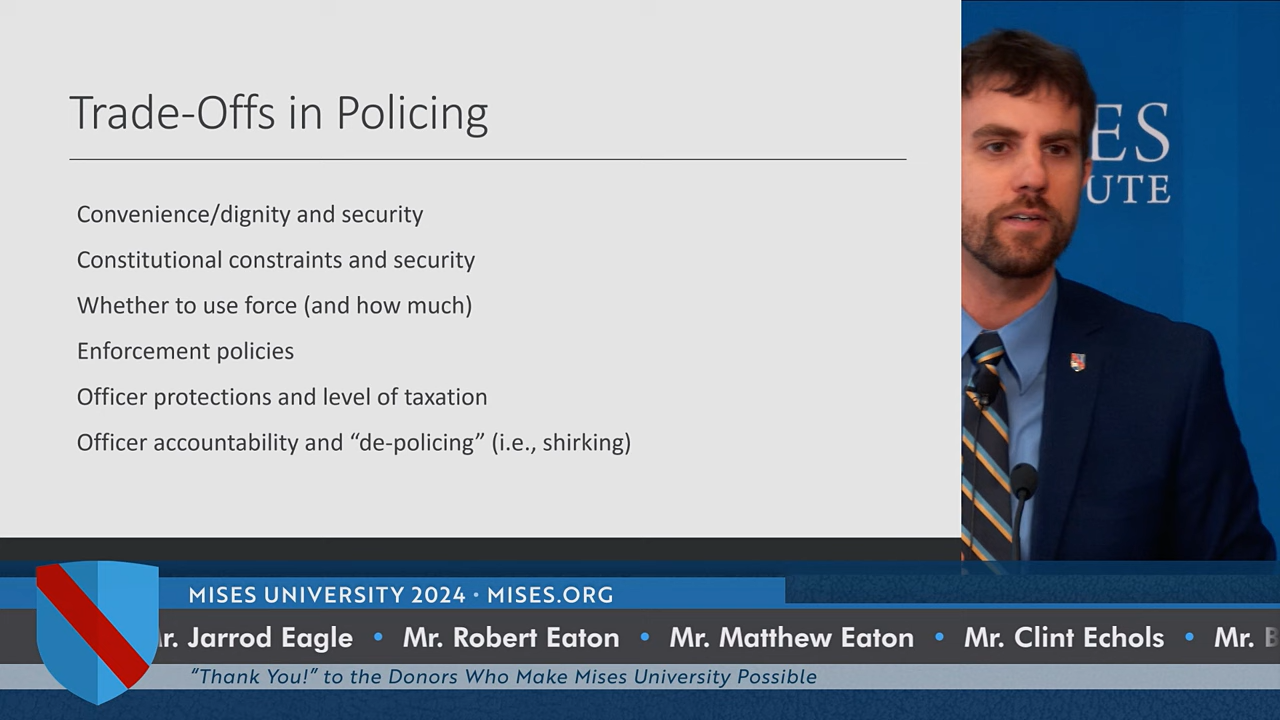 Trade-Offs in Policing
Convenience/dignity and security
Constitutional constraints and security
Whether to use force (and how much)
Enforcement policies
Officer protections and level of taxation
Officer accountability and “de-policing” (i.e., shirking)
ES
UTE
MISES UNIVERSITY 2024 • MISES.ORG
r. Jarrod Eagle • Mr. Robert Eaton • Mr. Matthew Eaton • Mr. Clint Echols • Mr.
“Thank You!” to the Donors Who Make Mises University Possible